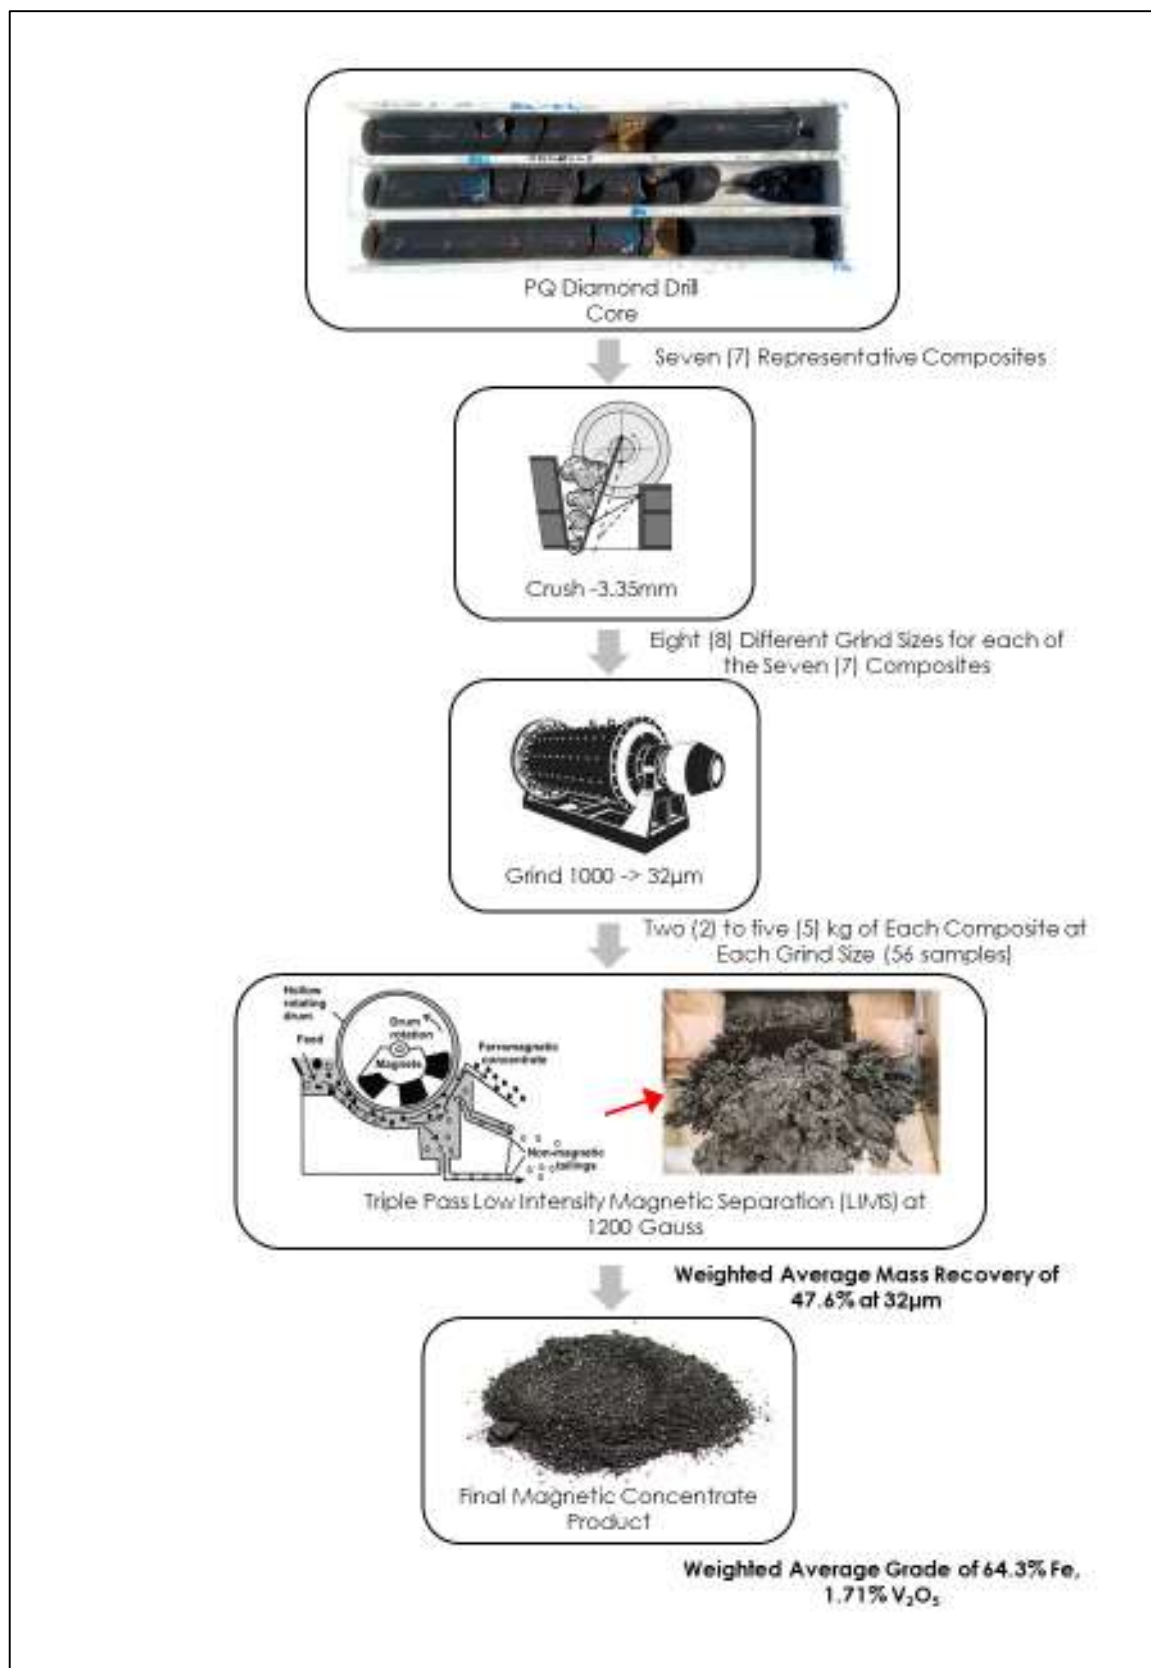 PQ Diamond Drill
Core
Seven (7) Representative Composites
Crush -3.35mm
Eight (8) Different Grind Sizes for each of
the Seven (7) Composites
Grind 1000 -> 32µm
Two (2) to five (5) kg of Each Composite at
Each Grind Size (56 samples)
Hollow
rotating
drum
Feed
Drum
rotation
Magnets
Ferromagnetic
concentrate
Non-magnetic
tailings
Triple Pass Low Intensity Magnetic Separation (LIMS) at
1200 Gauss
Weighted Average Mass Recovery of
47.6% at 32µm
Final Magnetic Concentrate
Product
Weighted Average Grade of 64.3% Fe,
1.71% V₂O₅